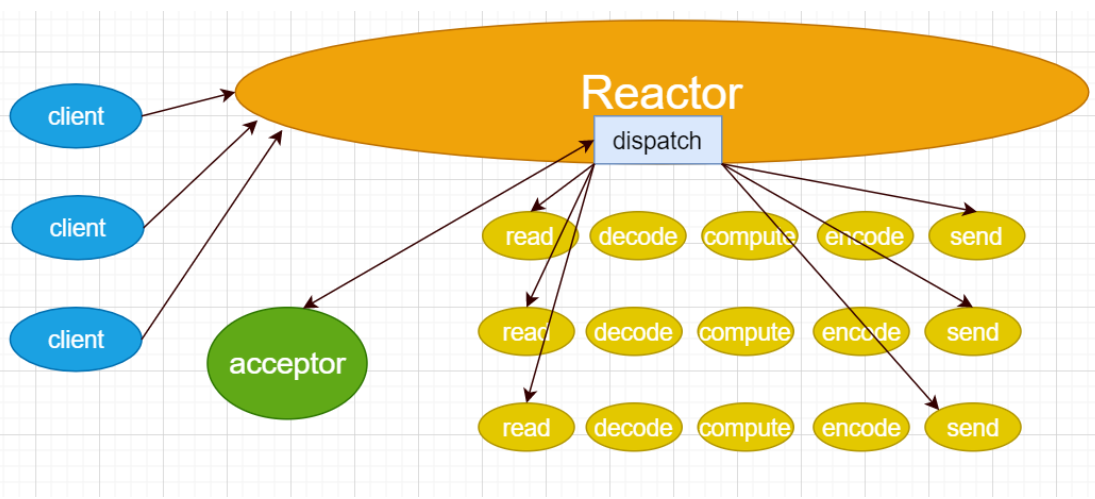 Reactor
client
dispatch
client
read decode compute encode send
client
acceptor
read decode compute encode send
read decode compute encode send